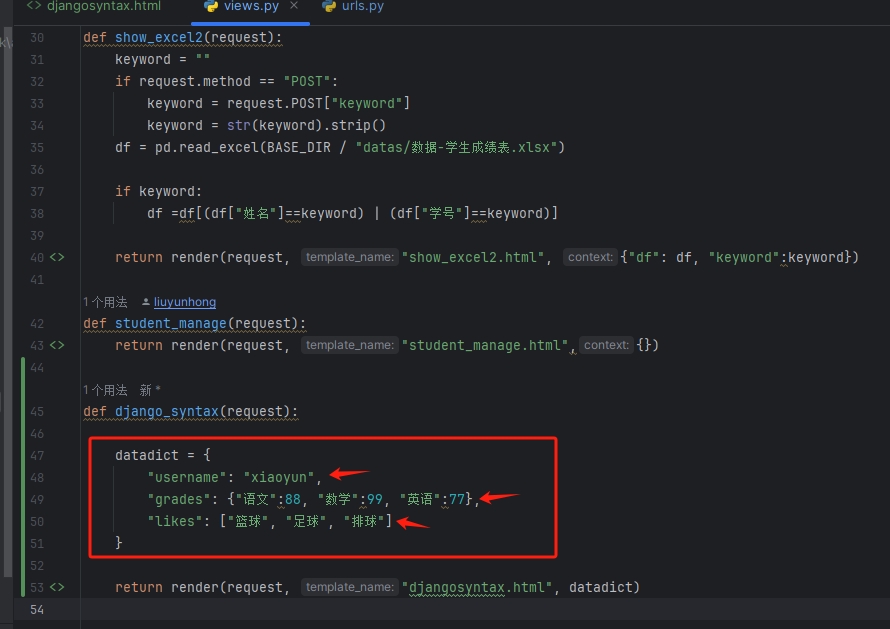 <> djangosyntax.html views.py × urls.py
30 def show_excel2(request):
31 keyword = ""
32 if request.method == "POST":
33 keyword = request.POST["keyword"]
34 keyword = str(keyword).strip()
35 df = pd.read_excel(BASE_DIR / "datas/数据-学生成绩表.xlsx")
36
37 if keyword:
38 df =df[(df["姓名"]==keyword) | (df["学号"]==keyword)]
39
40 <> return render(request, template_name: "show_excel2.html", context: {"df": df, "keyword":keyword})
41
1个用法 liuyunhong
42 def student_manage(request):
43 <> return render(request, template_name: "student_manage.html", context: {})
44
1个用法 新 *
45 def django_syntax(request):
46
47 datadict = {
48 "username": "xiaoyun",
49 "grades": {"语文":88, "数学":99, "英语":77},
50 "likes": ["篮球", "足球", "排球"]
51 }
52
53 <> return render(request, template_name: "djangosyntax.html", datadict)
54